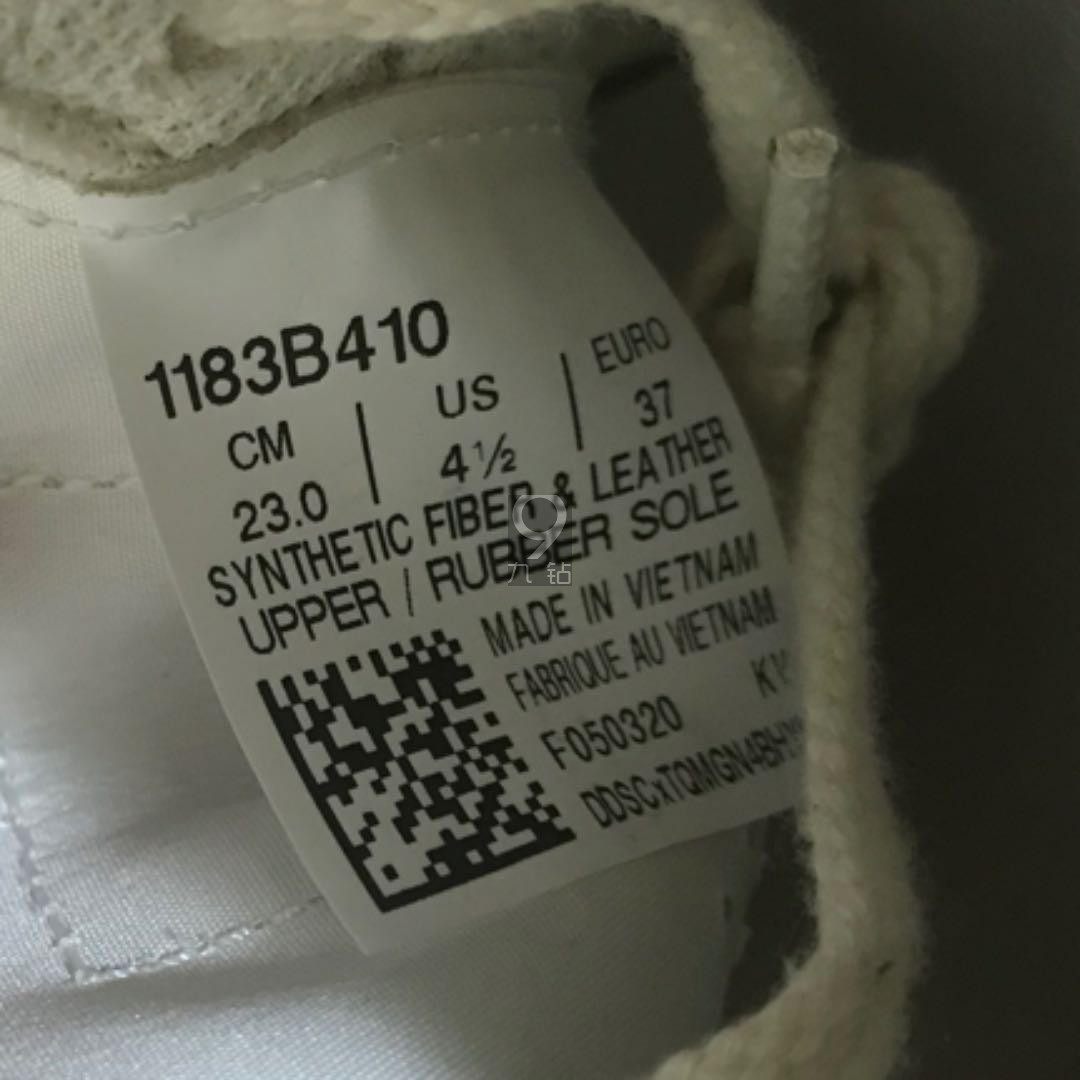 1183B410
CM | US | EURO
23.0 | 4½ | 37
SYNTHETIC FIBER & LEATHER
UPPER / RUBBER SOLE
MADE IN VIETNAM
FABRIQUE AU VIETNAM
F050320
九钻